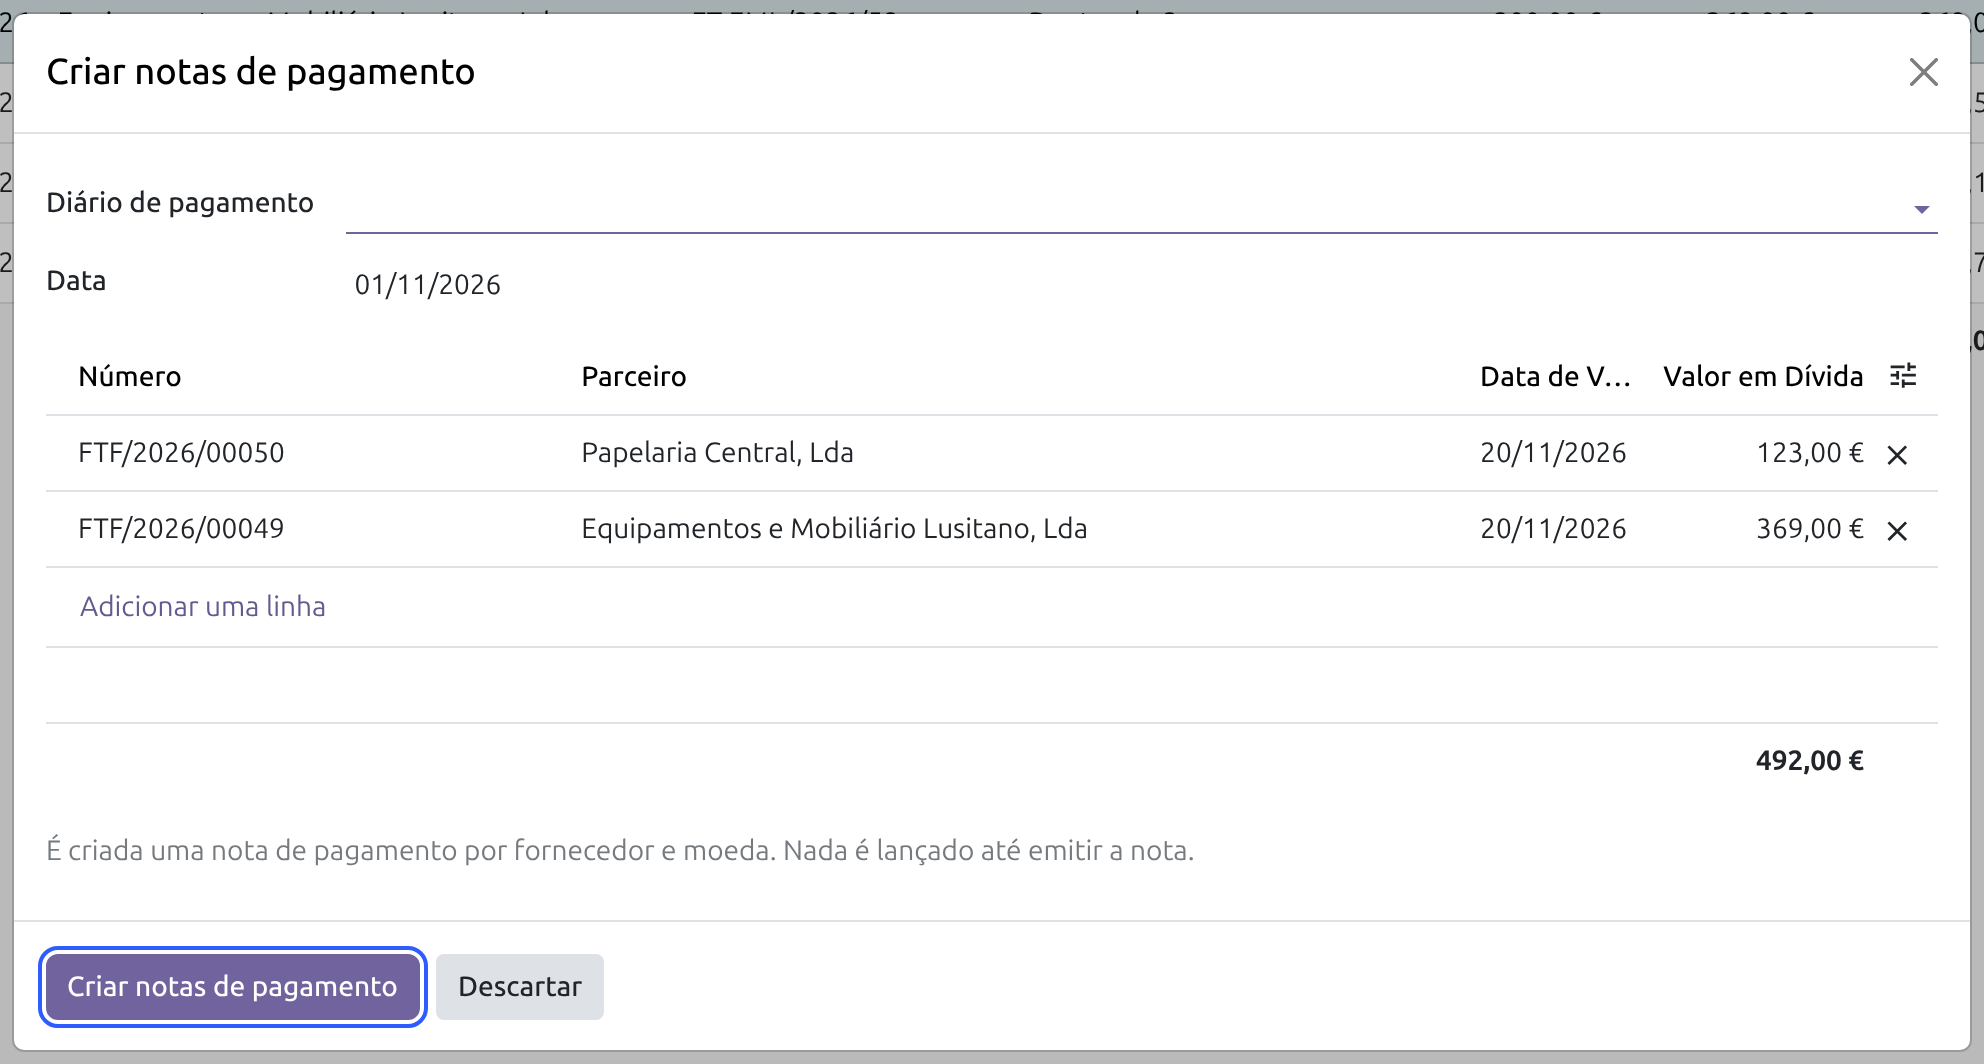 Criar notas de pagamento
Diário de pagamento
Data 01/11/2026
Número Parceiro Data de V... Valor em Dívida
FTF/2026/00050 Papelaria Central, Lda 20/11/2026 123,00 €
FTF/2026/00049 Equipamentos e Mobiliário Lusitano, Lda 20/11/2026 369,00 €
Adicionar uma linha
492,00 €
É criada uma nota de pagamento por fornecedor e moeda. Nada é lançado até emitir a nota.
Criar notas de pagamento Descartar